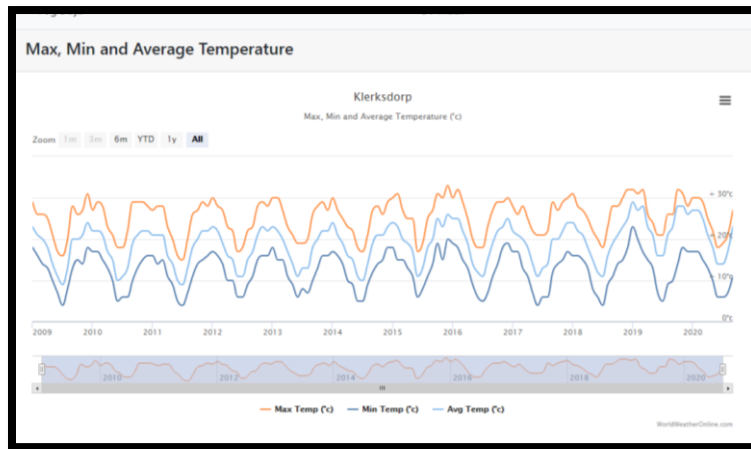 Max, Min and Average Temperature
Klerksdorp
Max, Min and Average Temperature (°c)
Zoom 1m 3m 6m YTD 1y All
30°c
20°c
10°c
0°c
2009 2010 2011 2012 2013 2014 2015 2016 2017 2018 2019 2020
2010 2012 2014 2016 2018 2020
Max Temp (°c) Min Temp (°c) Avg Temp (°c)
WorldWeatherOnline.com